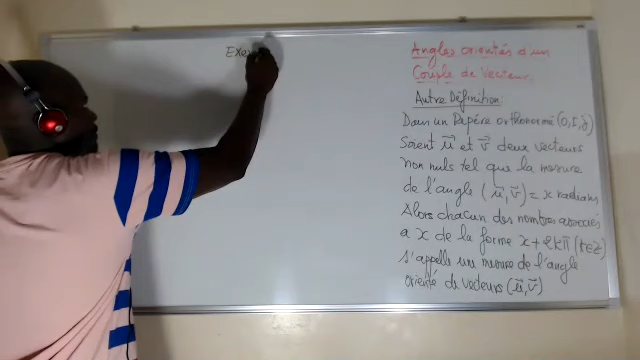 Exem
Angles orientés d'un
Couple de Vecteur.
Autre Définition:
Dans un Repère orthonormé (O, I, J)
Soient u⃗ et v⃗ deux vecteurs
non nuls tel que la mesure
de l'angle (u⃗, v⃗) = x radians
Alors chacun des nombres associés
a x de la forme x + 2kπ (k∈Z)
s'appelle une mesure de l'angle
orienté de vecteurs (u⃗, v⃗)